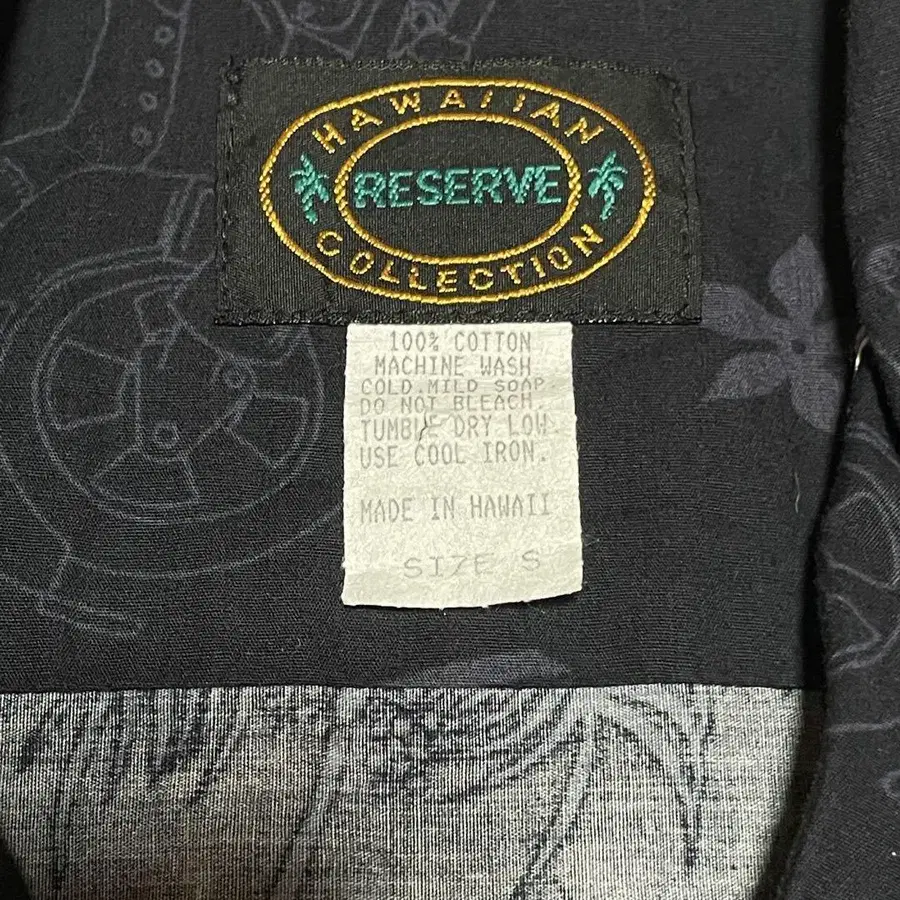 HAWAIIAN
RESERVE
COLLECTION
100% COTTON
MACHINE WASH
COLD.MILD SOAP
DO NOT BLEACH
TUMBLE DRY LOW.
USE COOL IRON.
MADE IN HAWAII
SIZE S